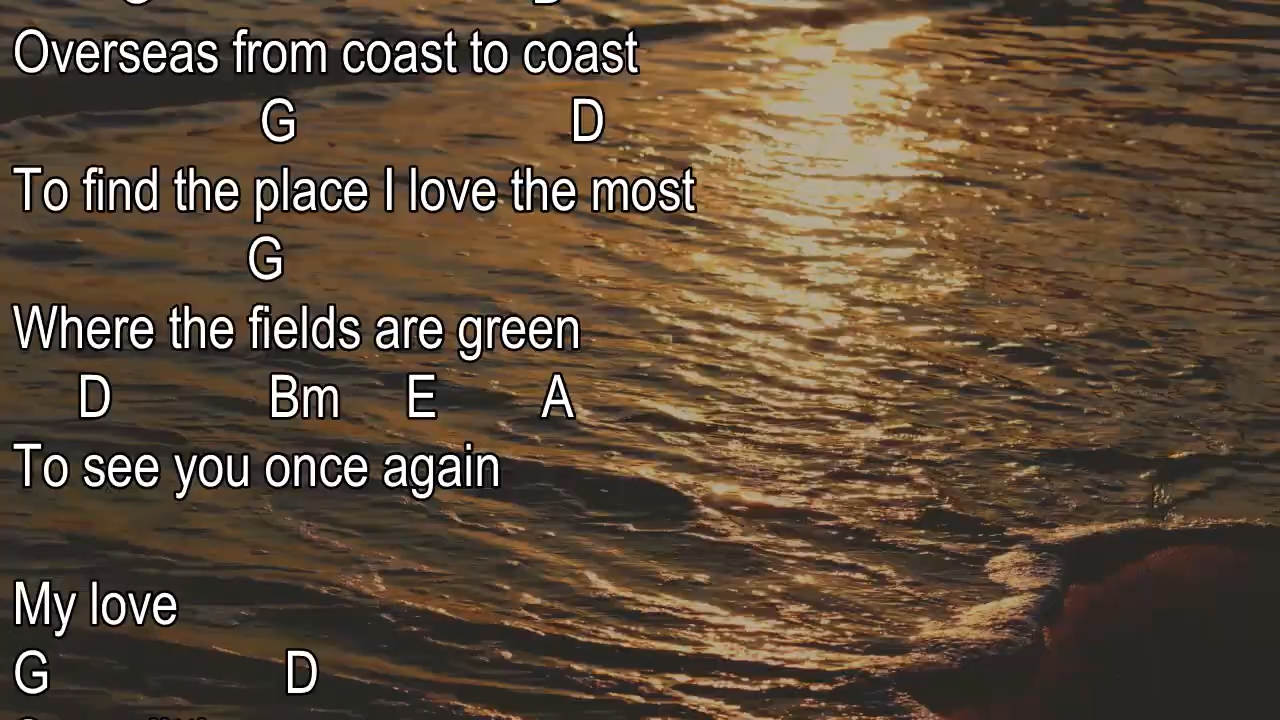 Overseas from coast to coast
G D
To find the place I love the most
G
Where the fields are green
D Bm E A
To see you once again
My love
G D